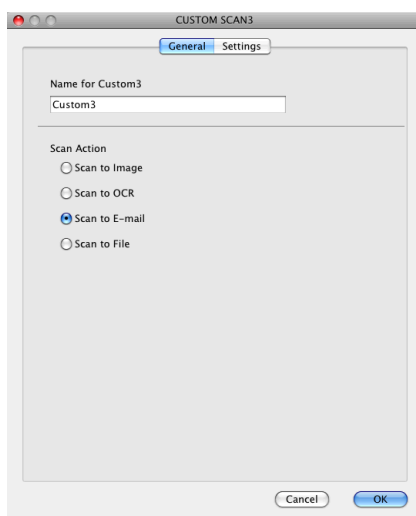 CUSTOM SCAN3
General Settings
Name for Custom3
Custom3
Scan Action
Scan to Image
Scan to OCR
Scan to E-mail
Scan to File
Cancel OK